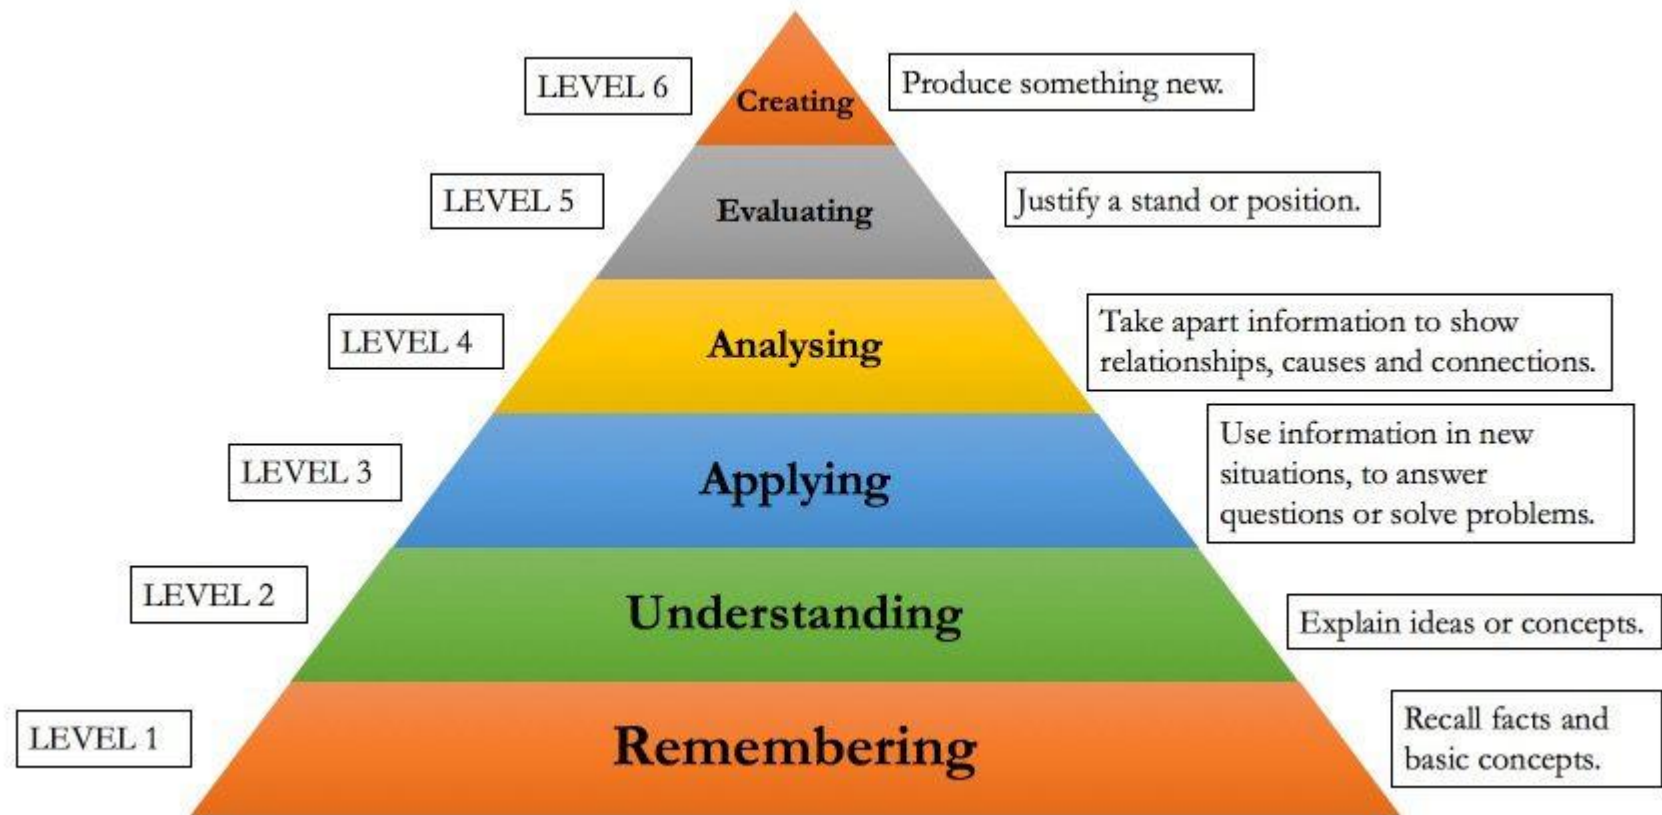 LEVEL 6
Creating
Produce something new.
LEVEL 5
Evaluating
Justify a stand or position.
LEVEL 4
Analysing
Take apart information to show
relationships, causes and connections.
LEVEL 3
Applying
Use information in new
situations, to answer
questions or solve problems.
LEVEL 2
Understanding
Explain ideas or concepts.
LEVEL 1
Remembering
Recall facts and
basic concepts.